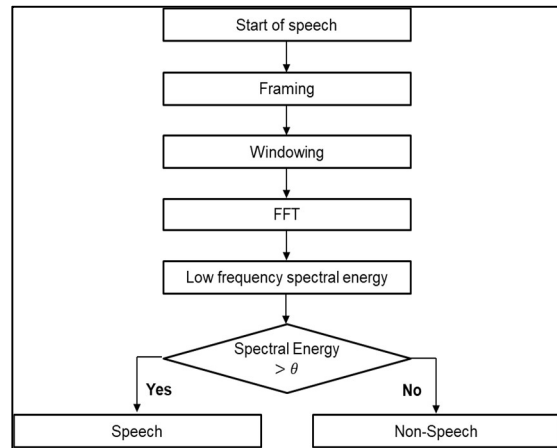 Start of speech
Framing
Windowing
FFT
Low frequency spectral energy
Spectral Energy
> θ
Yes
No
Speech
Non-Speech